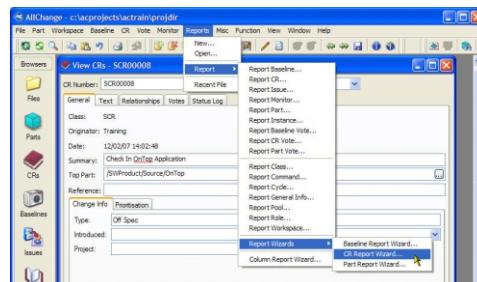 AllChange - c:\acprojects\actrain\projdir
File Part Workspace Baseline CR Vote Monitor Reports Misc Function View Window Help
New...
Open...
Report
Recent File
Browsers
Files
Parts
CRs
Baselines
Issues
View CRs - SCR00008
CR Number: SCR00008
General Text Relationships Votes Status Log
Class: SCR
Originator: Training
Date: 12/02/07 14:02:48
Summary: Check In OnTop Application
Top Part: /SWProduct/Source/OnTop
Reference:
Change Info Prioritisation
Type: Off Spec
Introduced:
Project:
Report Baseline...
Report CR...
Report Issue...
Report Monitor...
Report Part...
Report Instance...
Report Baseline Vote...
Report CR Vote...
Report Part Vote...
Report Class...
Report Command...
Report Cycle...
Report General Info...
Report Pool...
Report Role...
Report Workspace...
Report Wizards
Column Report Wizard...
Baseline Report Wizard...
CR Report Wizard...
Part Report Wizard...